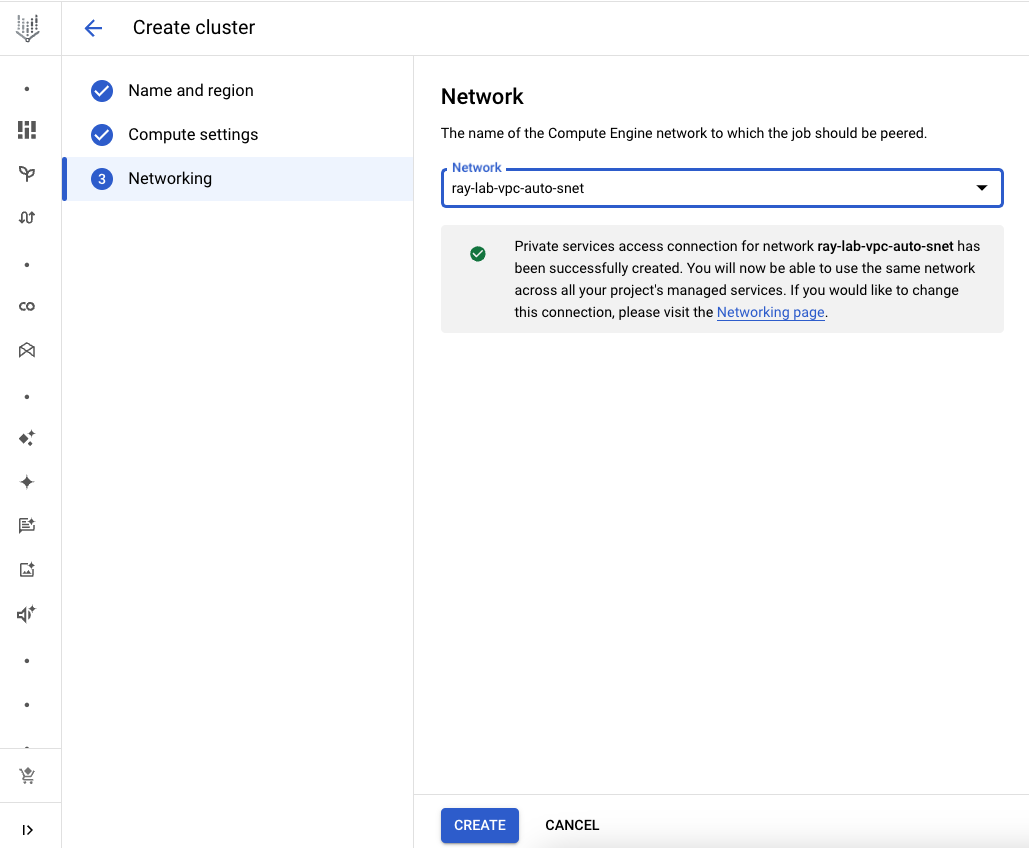 Create cluster
Name and region
Compute settings
3
Networking
Network
The name of the Compute Engine network to which the job should be peered.
Network
ray-lab-vpc-auto-snet
Private services access connection for network ray-lab-vpc-auto-snet has
been successfully created. You will now be able to use the same network
across all your project's managed services. If you would like to change
this connection, please visit the Networking page.
CREATE
CANCEL